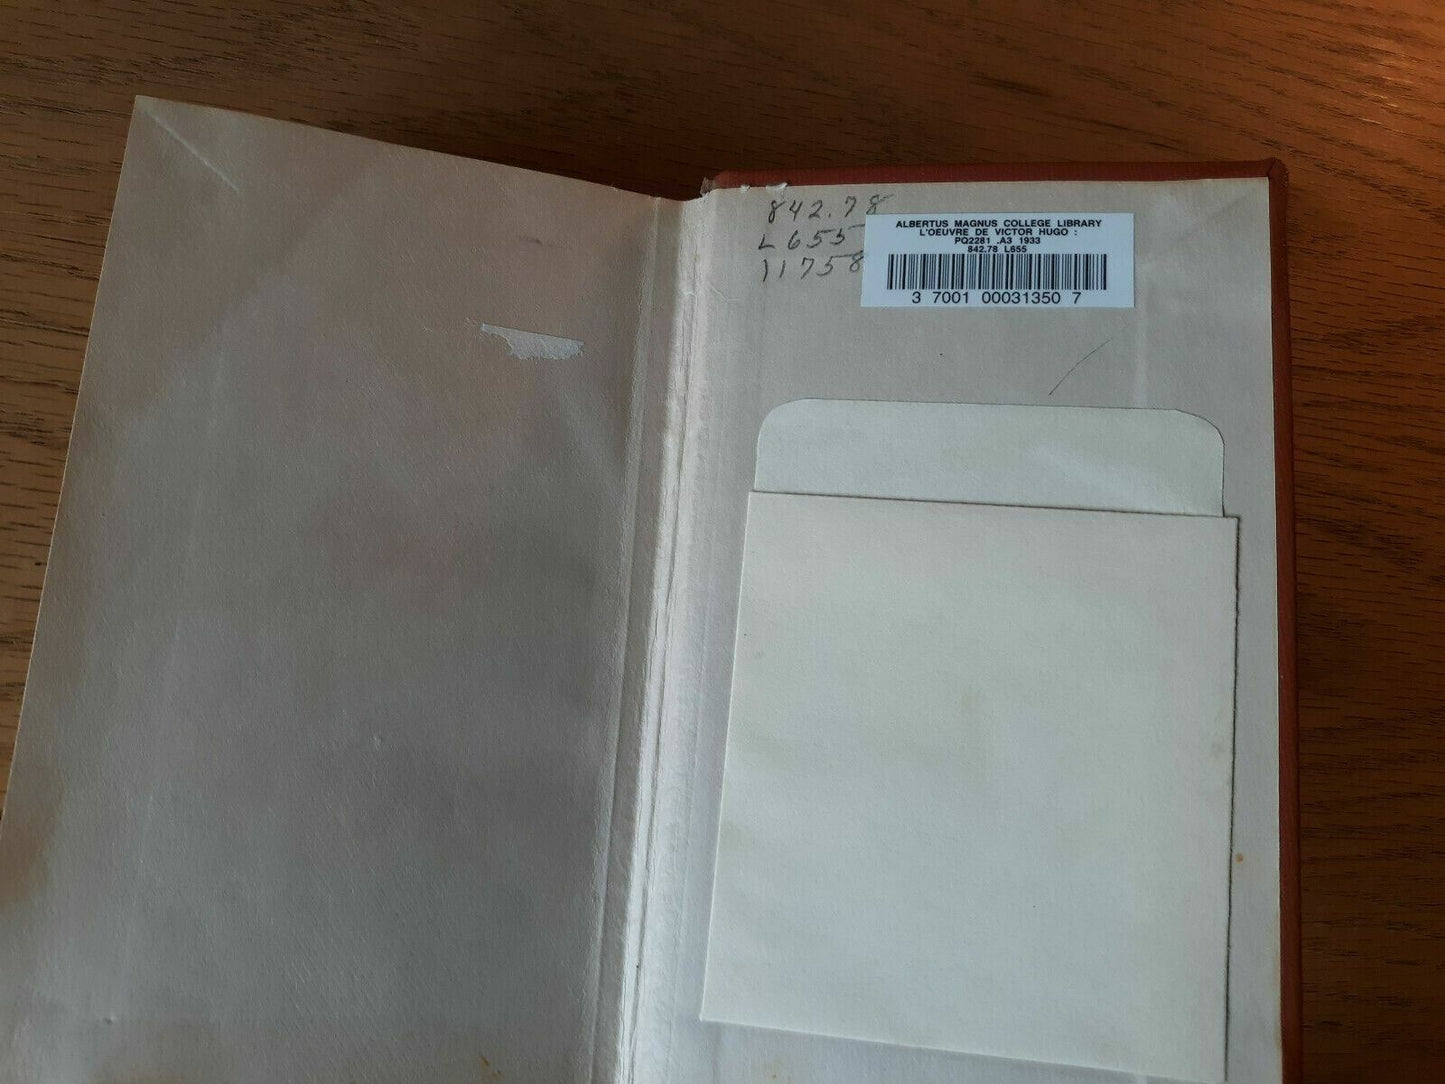 842.78
L655
11758
ALBERTUS MAGNUS COLLEGE LIBRARY
L'OEUVRE DE VICTOR HUGO :
PQ2281 .A3 1933
842.78 L655
3 7001 00031350 7